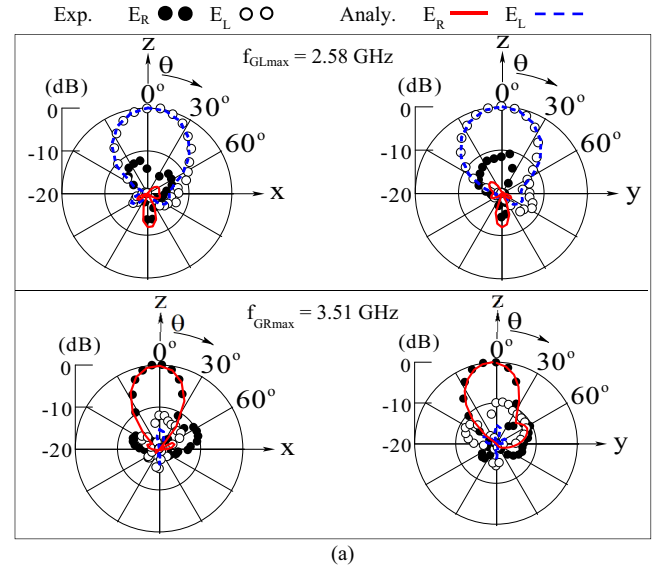 Exp. E_R E_L Analy. E_R E_L
f_GLmax = 2.58 GHz
z z
(dB) θ (dB) θ
0° 30° 0° 30°
0 60° 0 60°
-10 -10
-20 x -20 y
f_GRmax = 3.51 GHz
z z
(dB) θ (dB) θ
0° 30° 0° 30°
0 60° 0 60°
-10 -10
-20 x -20 y
(a)